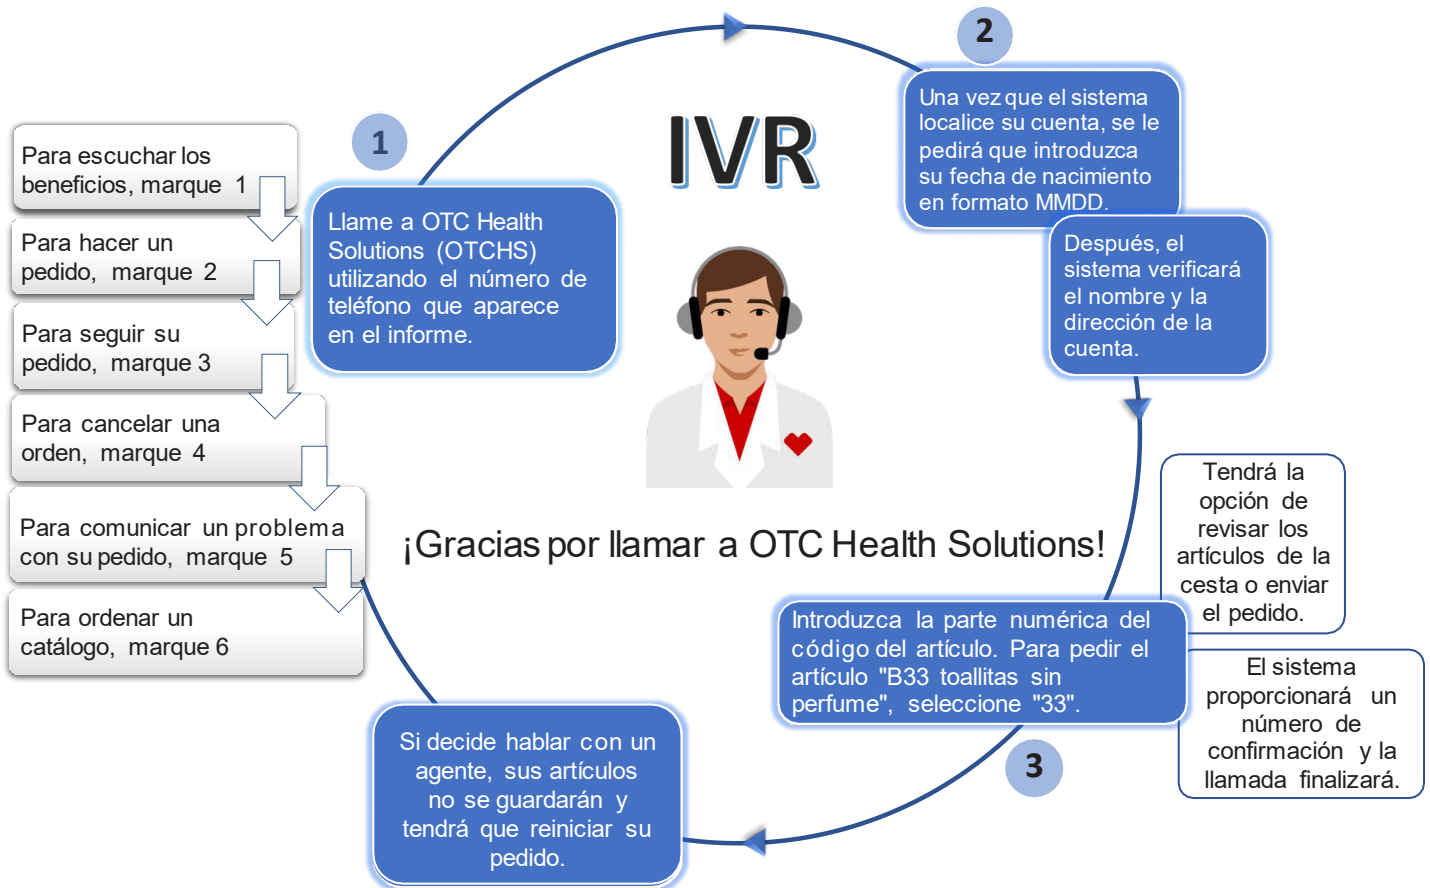 IVR
1
Llame a OTC Health
Solutions (OTCHS)
utilizando el número de
teléfono que aparece
en el informe.
Para escuchar los
beneficios, marque 1
Para hacer un
pedido, marque 2
Para seguir su
pedido, marque 3
Para cancelar una
orden, marque 4
Para comunicar un problema
con su pedido, marque 5
Para ordenar un
catálogo, marque 6
2
Una vez que el sistema
localice su cuenta, se le
pedirá que introduzca
su fecha de nacimiento
en formato MMDD.
Después, el
sistema verificará
el nombre y la
dirección de la
cuenta.
¡Gracias por llamar a OTC Health Solutions!
3
Introduzca la parte numérica del
código del artículo. Para pedir el
artículo "B33 toallitas sin
perfume", seleccione "33".
Tendrá la
opción de
revisar los
artículos de la
cesta o enviar
el pedido.
El sistema
proporcionará un
número de
confirmación y la
llamada finalizará.
Si decide hablar con un
agente, sus artículos
no se guardarán y
tendrá que reiniciar su
pedido.